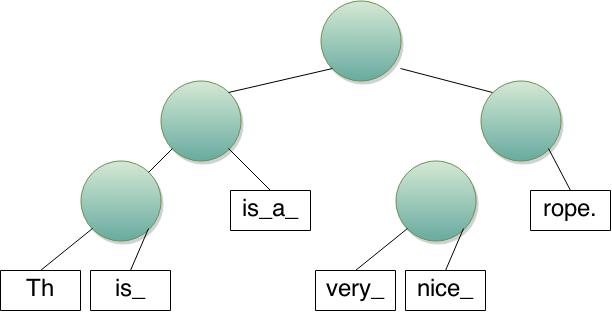 is_a_
rope.
Th
is_
very_
nice_